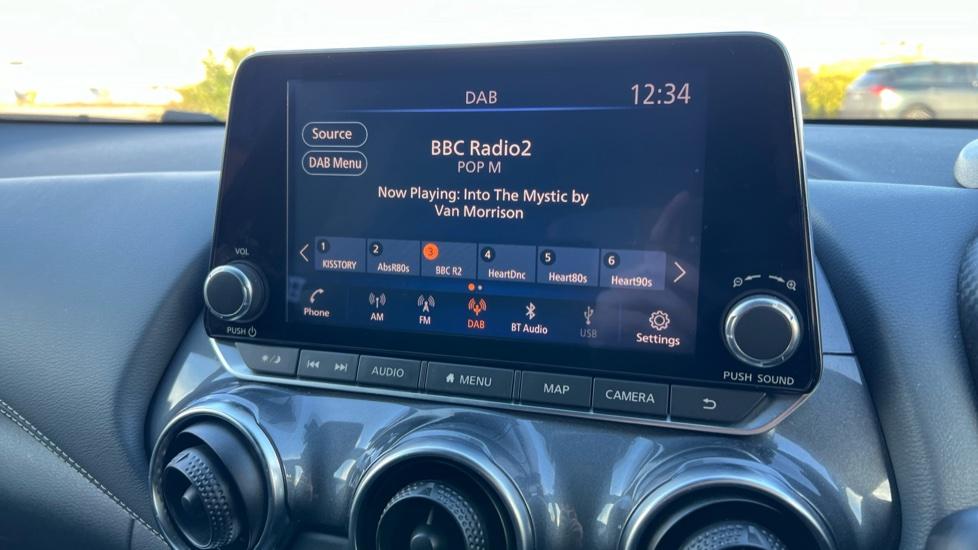 DAB
12:34
Source
DAB Menu
BBC Radio2
POP M
Now Playing: Into The Mystic by
Van Morrison
1 KISSTORY
2 AbsR80s
3 BBC R2
4 HeartDnc
5 Heart80s
6 Heart90s
Phone
AM
FM
DAB
BT Audio
USB
Settings
VOL
PUSH
PUSH SOUND
AUDIO
MENU
MAP
CAMERA